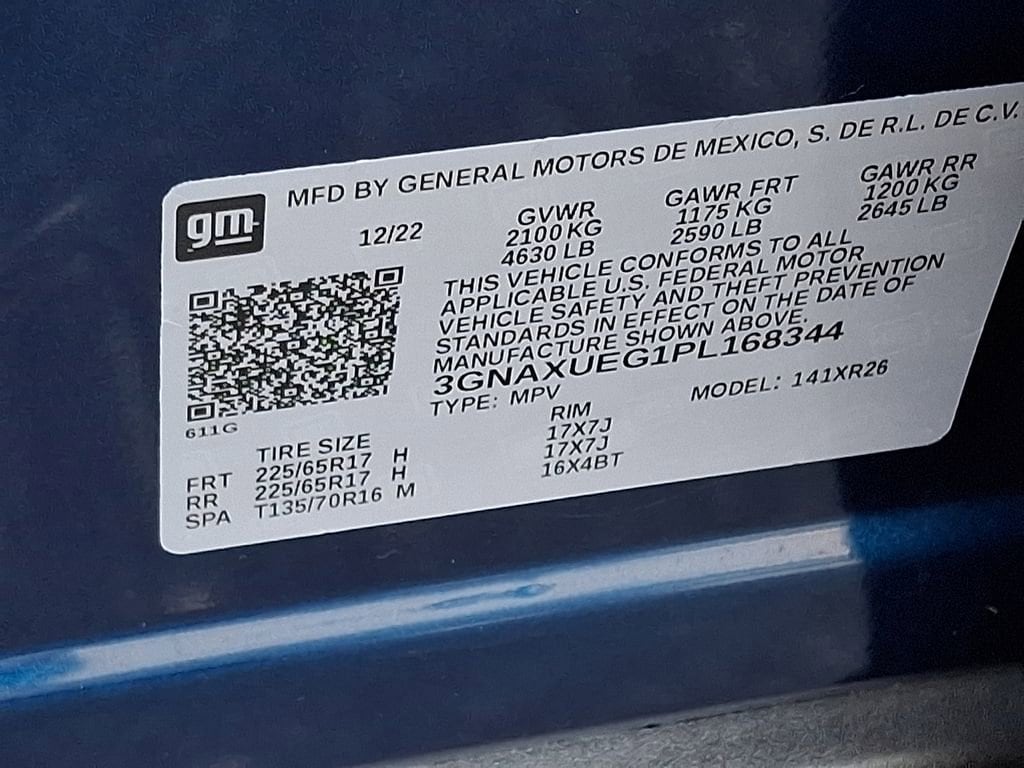 gm
MFD BY GENERAL MOTORS DE MEXICO, S. DE R.L. DE C.V.
12/22
GVWR
2100 KG
4630 LB
GAWR FRT
1175 KG
2590 LB
GAWR RR
1200 KG
2645 LB
THIS VEHICLE CONFORMS TO ALL
APPLICABLE U.S. FEDERAL MOTOR
VEHICLE SAFETY AND THEFT PREVENTION
STANDARDS IN EFFECT ON THE DATE OF
MANUFACTURE SHOWN ABOVE.
3GNAXUEG1PL168344
TYPE: MPV
MODEL: 141XR26
611G
TIRE SIZE
RIM
FRT 225/65R17 H 17X7J
RR 225/65R17 H 17X7J
SPA T135/70R16 M 16X4BT